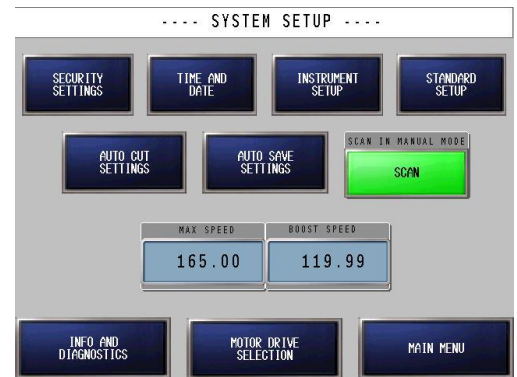 ---- SYSTEM SETUP ----
SECURITY SETTINGS
TIME AND DATE
INSTRUMENT SETUP
STANDARD SETUP
AUTO CUT SETTINGS
AUTO SAVE SETTINGS
SCAN IN MANUAL MODE
SCAN
MAX SPEED
BOOST SPEED
165.00
119.99
INFO AND DIAGNOSTICS
MOTOR DRIVE SELECTION
MAIN MENU